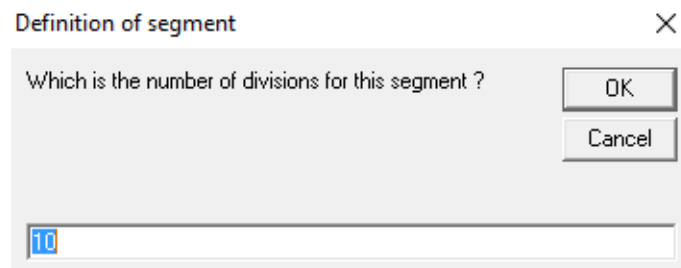 Definition of segment
Which is the number of divisions for this segment ?
OK
Cancel
10